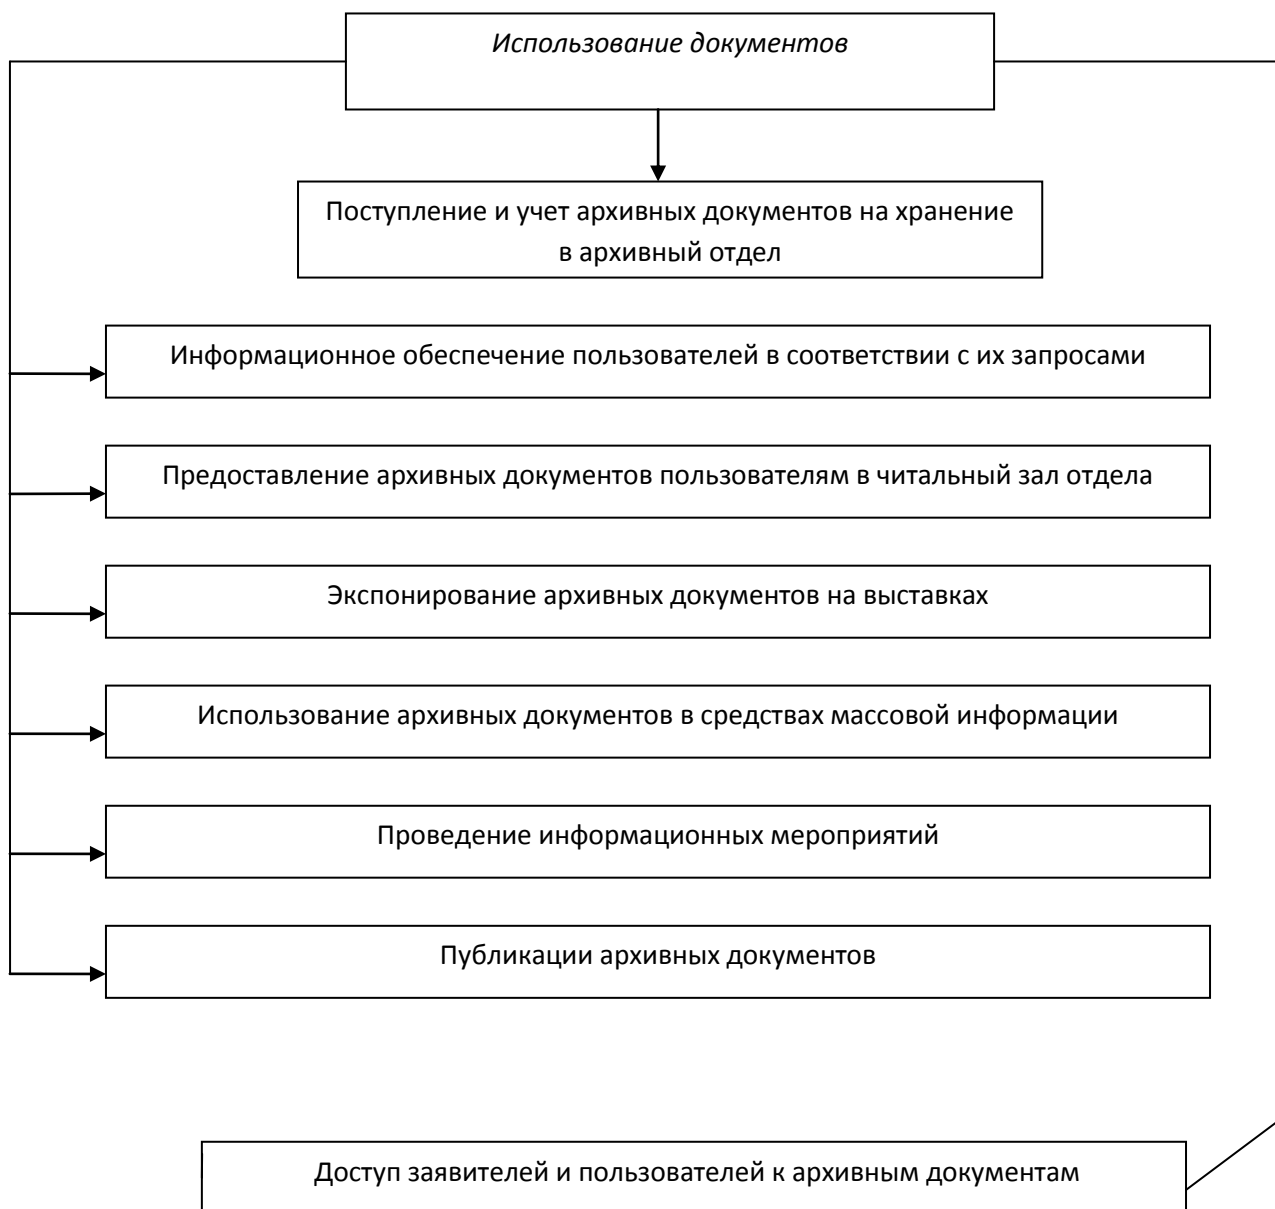 Использование документов
Поступление и учет архивных документов на хранение
в архивный отдел
Информационное обеспечение пользователей в соответствии с их запросами
Предоставление архивных документов пользователям в читальный зал отдела
Экспонирование архивных документов на выставках
Использование архивных документов в средствах массовой информации
Проведение информационных мероприятий
Публикации архивных документов
Доступ заявителей и пользователей к архивным документам